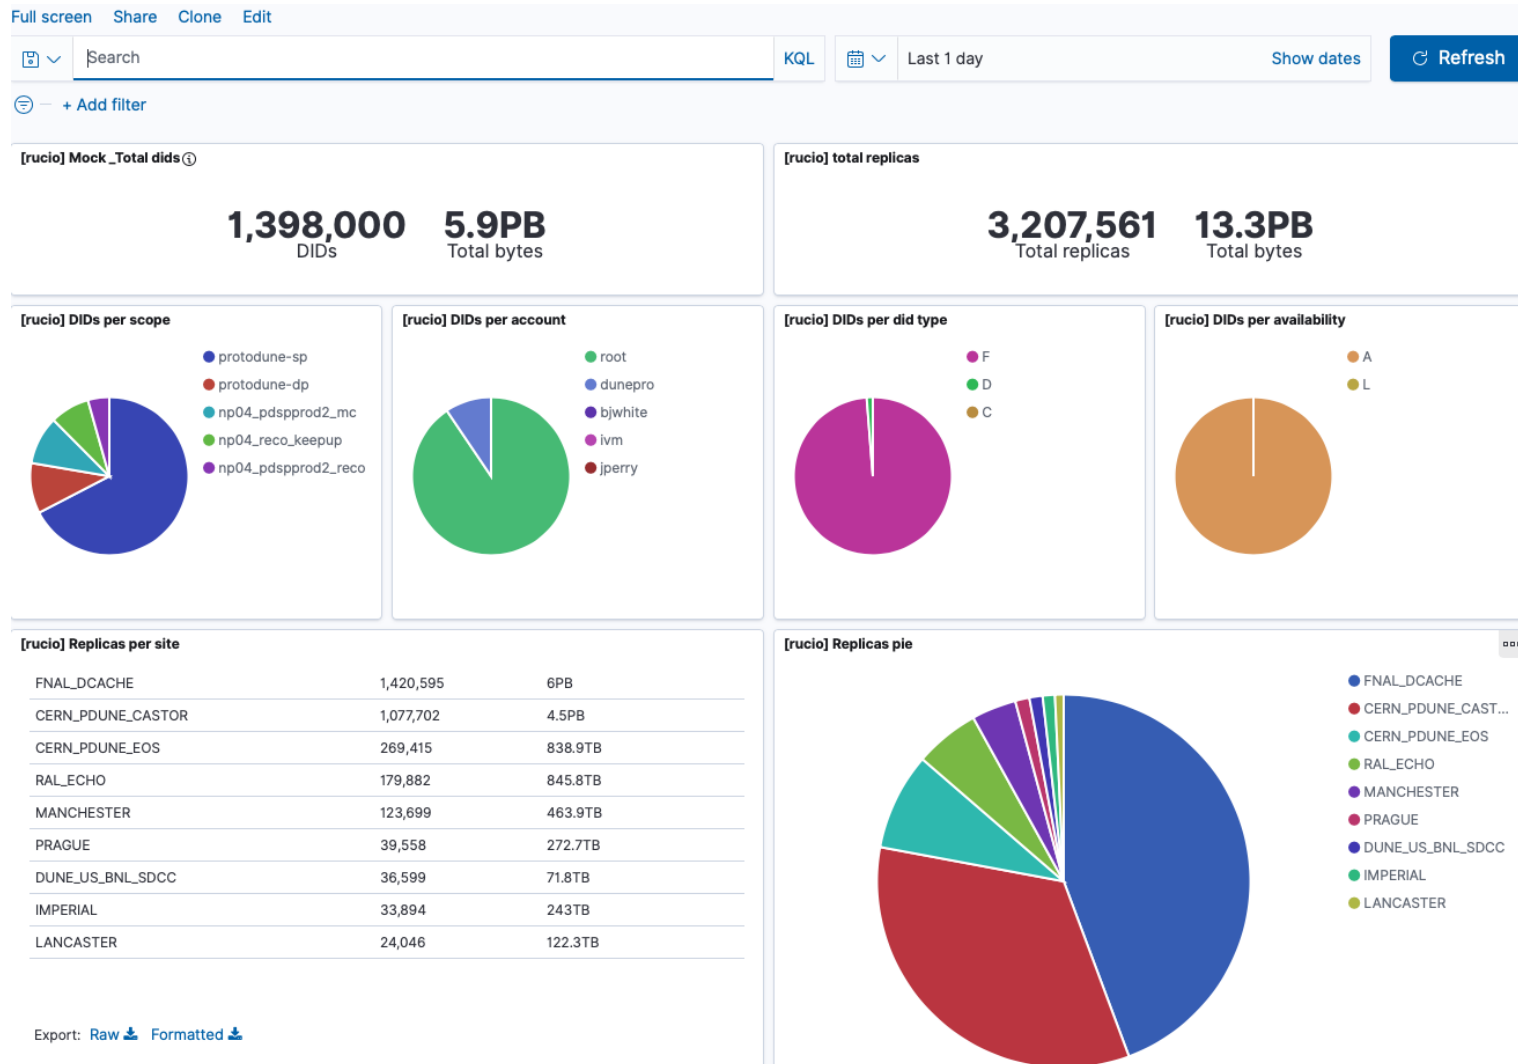 Full screen Share Clone Edit
Search KQL Last 1 day Show dates Refresh
+ Add filter
[rucio] Mock_Total dids
1,398,000 5.9PB
DIDs Total bytes
[rucio] total replicas
3,207,561 13.3PB
Total replicas Total bytes
[rucio] DIDs per scope
protodune-sp
protodune-dp
np04_pdspprod2_mc
np04_reco_keepup
np04_pdspprod2_reco
[rucio] DIDs per account
root
dunepro
bjwhite
ivm
jperry
[rucio] DIDs per did type
F
D
C
[rucio] DIDs per availability
A
L
[rucio] Replicas per site
FNAL_DCACHE 1,420,595 6PB
CERN_PDUNE_CASTOR 1,077,702 4.5PB
CERN_PDUNE_EOS 269,415 838.9TB
RAL_ECHO 179,882 845.8TB
MANCHESTER 123,699 463.9TB
PRAGUE 39,558 272.7TB
DUNE_US_BNL_SDCC 36,599 71.8TB
IMPERIAL 33,894 243TB
LANCASTER 24,046 122.3TB
Export: Raw Formatted
[rucio] Replicas pie
FNAL_DCACHE
CERN_PDUNE_CAST...
CERN_PDUNE_EOS
RAL_ECHO
MANCHESTER
PRAGUE
DUNE_US_BNL_SDCC
IMPERIAL
LANCASTER